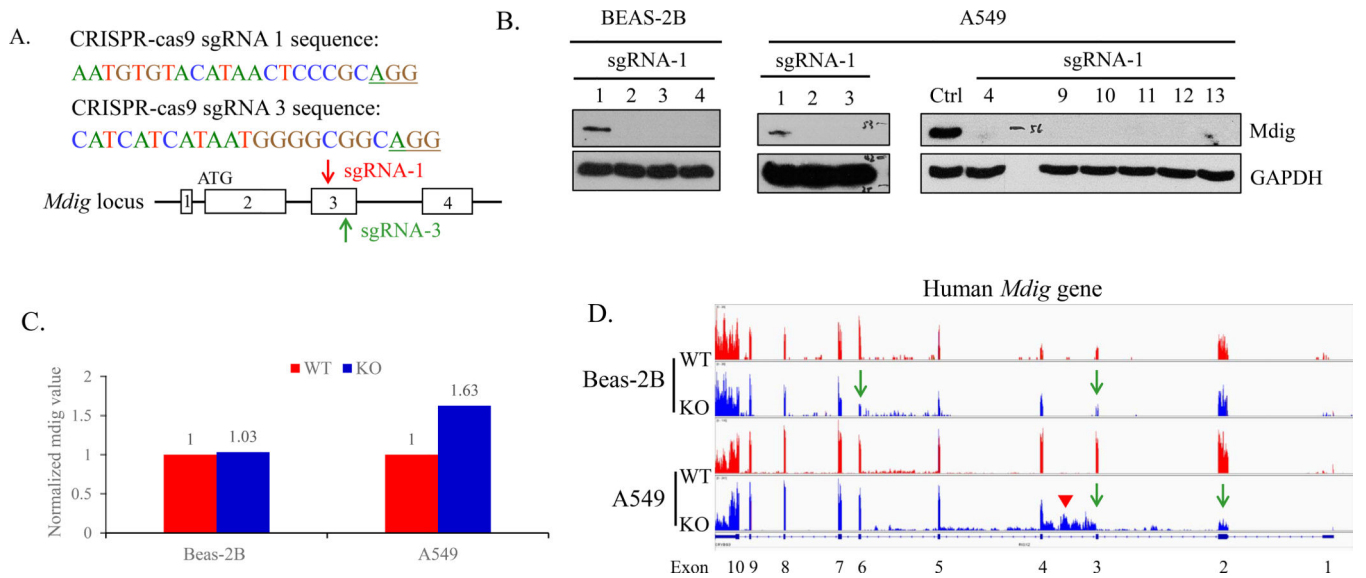 A.
CRISPR-cas9 sgRNA 1 sequence:
AATGTGTACATAACTCCCGCAGG
CRISPR-cas9 sgRNA 3 sequence:
CATCATCATAATGGGGCGGCAGG
ATG
sgRNA-1
Mdig locus
1 2 3 4
sgRNA-3
B.
BEAS-2B A549
sgRNA-1 sgRNA-1 sgRNA-1
1 2 3 4 1 2 3 Ctrl 4 9 10 11 12 13
53 56 Mdig
42 GAPDH
C.
WT KO
Normalized mdig value
2
1.5
1
0.5
0
1 1.03 1 1.63
Beas-2B A549
D.
Human Mdig gene
WT
Beas-2B
KO
WT
A549
KO
Exon 10 9 8 7 6 5 4 3 2 1